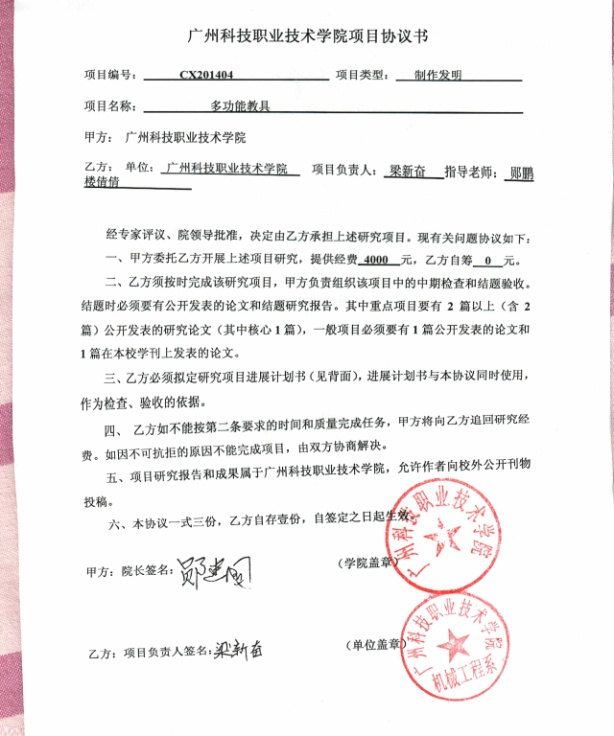 广州科技职业技术学院项目协议书
项目编号： CX201404 项目类型： 制作发明
项目名称： 多功能教具
甲方： 广州科技职业技术学院
乙方： 单位： 广州科技职业技术学院 项目负责人： 梁新奋 指导老师： 郧鹏
楼倩倩
经专家评议、院领导批准，决定由乙方承担上述研究项目。现有关问题协议如下：
一、甲方委托乙方开展上述项目研究，提供经费 4000 元，乙方自筹 0 元。
二、乙方须按时完成该研究项目，甲方负责组织该项目中的中期检查和结题验收。
结题时必须要有公开发表的论文和结题研究报告。其中重点项目要有 2 篇以上（含 2
篇）公开发表的研究论文（其中核心 1 篇），一般项目必须要有 1 篇公开发表的论文和
1 篇在本校学刊上发表的论文。
三、乙方必须拟定研究项目进展计划书（见背面），进展计划书与本协议同时使用，
作为检查、验收的依据。
四、 乙方如不能按第二条要求的时间和质量完成任务，甲方将向乙方追回研究经
费。如因不可抗拒的原因不能完成项目，由双方协商解决。
五、项目研究报告和成果属于广州科技职业技术学院，允许作者向校外公开刊物
投稿。
六、本协议一式三份，乙方自存壹份，自签定之日起生效。
广州科技职业技术学院
甲方： 院长签名： （学院盖章）
广州科技职业技术学院
乙方： 项目负责人签名： 梁新奋 （单位盖章）
机械工程系